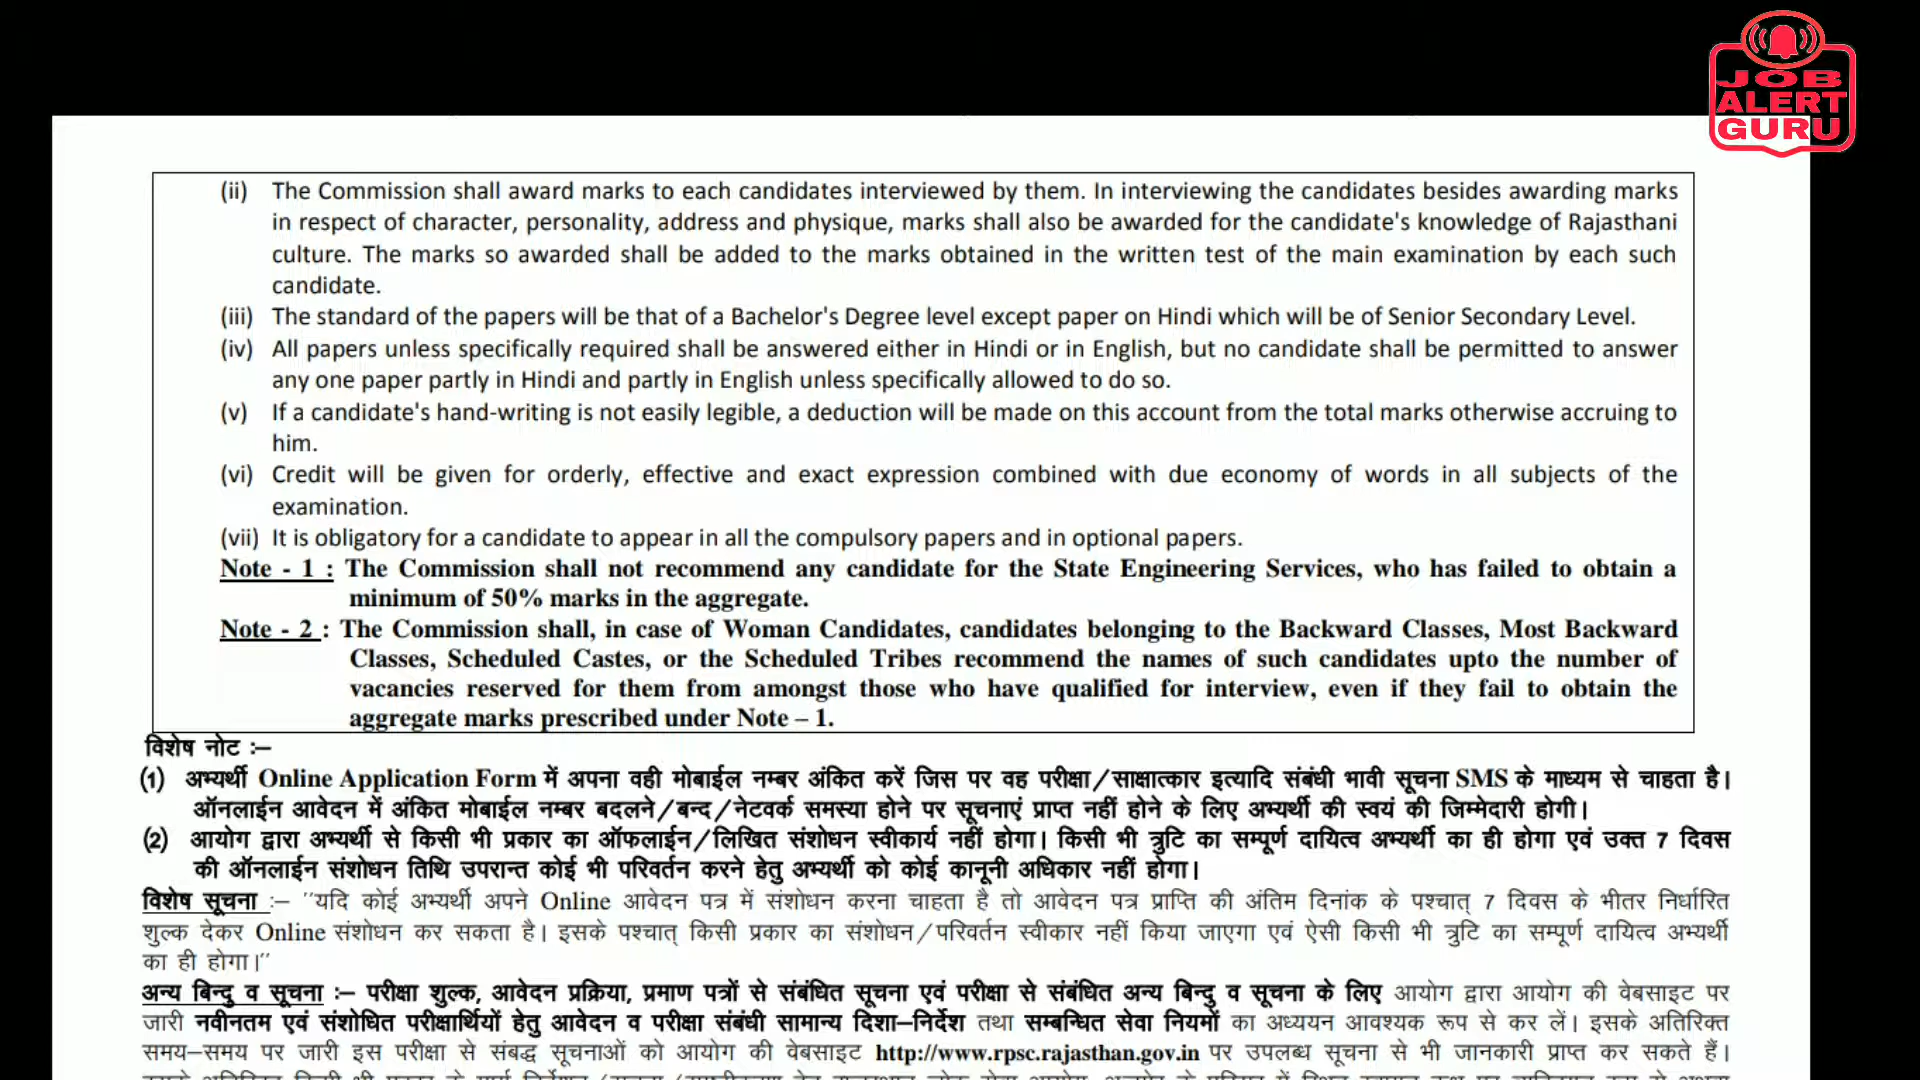 JOB
ALERT
GURU
(ii) The Commission shall award marks to each candidates interviewed by them. In interviewing the candidates besides awarding marks
in respect of character, personality, address and physique, marks shall also be awarded for the candidate's knowledge of Rajasthani
culture. The marks so awarded shall be added to the marks obtained in the written test of the main examination by each such
candidate.
(iii) The standard of the papers will be that of a Bachelor's Degree level except paper on Hindi which will be of Senior Secondary Level.
(iv) All papers unless specifically required shall be answered either in Hindi or in English, but no candidate shall be permitted to answer
any one paper partly in Hindi and partly in English unless specifically allowed to do so.
(v) If a candidate's hand-writing is not easily legible, a deduction will be made on this account from the total marks otherwise accruing to
him.
(vi) Credit will be given for orderly, effective and exact expression combined with due economy of words in all subjects of the
examination.
(vii) It is obligatory for a candidate to appear in all the compulsory papers and in optional papers.
Note - 1 : The Commission shall not recommend any candidate for the State Engineering Services, who has failed to obtain a
minimum of 50% marks in the aggregate.
Note - 2 : The Commission shall, in case of Woman Candidates, candidates belonging to the Backward Classes, Most Backward
Classes, Scheduled Castes, or the Scheduled Tribes recommend the names of such candidates upto the number of
vacancies reserved for them from amongst those who have qualified for interview, even if they fail to obtain the
aggregate marks prescribed under Note – 1.
विशेष नोट :–
(1) अभ्यर्थी Online Application Form में अपना वही मोबाईल नम्बर अंकित करें जिस पर वह परीक्षा/साक्षात्कार इत्यादि संबंधी भावी सूचना SMS के माध्यम से चाहता है।
ऑनलाईन आवेदन में अंकित मोबाईल नम्बर बदलने/बन्द/नेटवर्क समस्या होने पर सूचनाएं प्राप्त नहीं होने के लिए अभ्यर्थी की स्वयं की जिम्मेदारी होगी।
(2) आयोग द्वारा अभ्यर्थी से किसी भी प्रकार का ऑफलाईन/लिखित संशोधन स्वीकार्य नहीं होगा। किसी भी त्रुटि का सम्पूर्ण दायित्व अभ्यर्थी का ही होगा एवं उक्त 7 दिवस
की ऑनलाईन संशोधन तिथि उपरान्त कोई भी परिवर्तन करने हेतु अभ्यर्थी को कोई कानूनी अधिकार नहीं होगा।
विशेष सूचना :– "यदि कोई अभ्यर्थी अपने Online आवेदन पत्र में संशोधन करना चाहता है तो आवेदन पत्र प्राप्ति की अंतिम दिनांक के पश्चात् 7 दिवस के भीतर निर्धारित
शुल्क देकर Online संशोधन कर सकता है। इसके पश्चात् किसी प्रकार का संशोधन/परिवर्तन स्वीकार नहीं किया जाएगा एवं ऐसी किसी भी त्रुटि का सम्पूर्ण दायित्व अभ्यर्थी
का ही होगा।"
अन्य बिन्दु व सूचना :– परीक्षा शुल्क, आवेदन प्रक्रिया, प्रमाण पत्रों से संबंधित सूचना एवं परीक्षा से संबंधित अन्य बिन्दु व सूचना के लिए आयोग द्वारा आयोग की वेबसाइट पर
जारी नवीनतम एवं संशोधित परीक्षार्थियों हेतु आवेदन व परीक्षा संबंधी सामान्य दिशा–निर्देश तथा सम्बन्धित सेवा नियमों का अध्ययन आवश्यक रूप से कर लें। इसके अतिरिक्त
समय–समय पर जारी इस परीक्षा से संबद्ध सूचनाओं को आयोग की वेबसाइट http://www.rpsc.rajasthan.gov.in पर उपलब्ध सूचना से भी जानकारी प्राप्त कर सकते हैं।